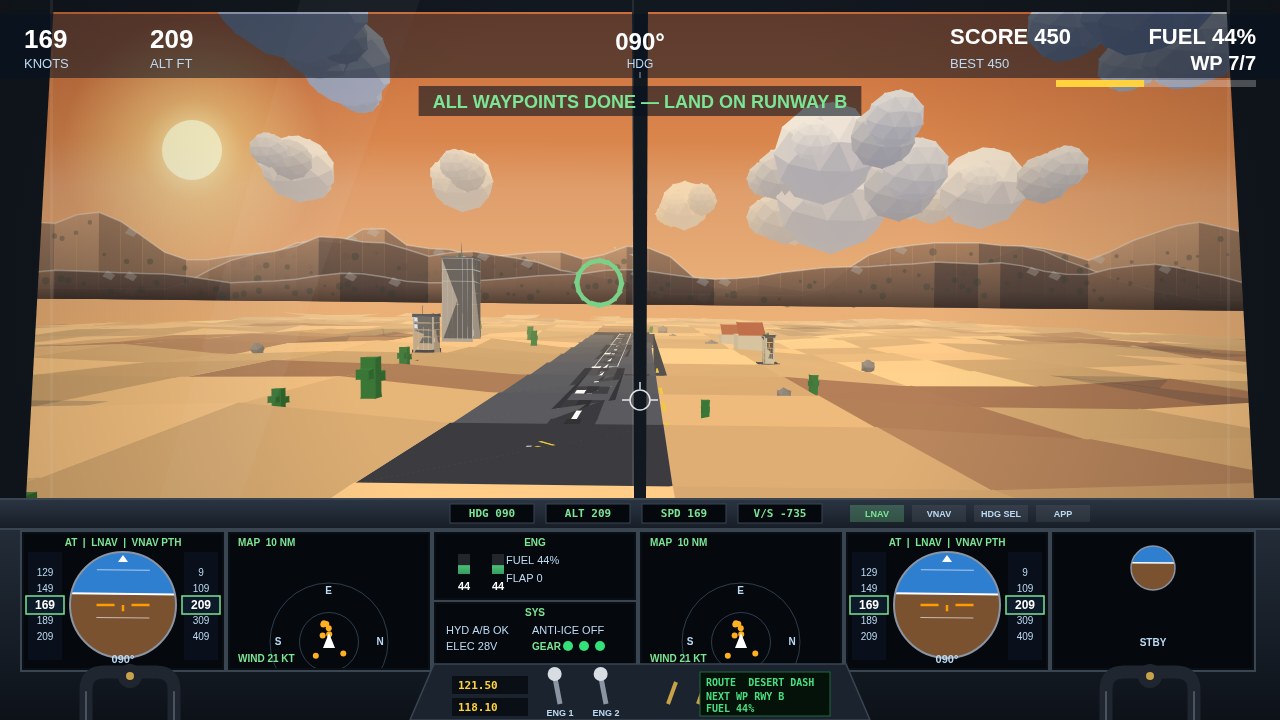 169
KNOTS
209
ALT FT
090°
HDG
SCORE 450
BEST 450
FUEL 44%
WP 7/7
ALL WAYPOINTS DONE — LAND ON RUNWAY B
HDG 090
ALT 209
SPD 169
V/S -735
LNAV
VNAV
HDG SEL
APP
AT | LNAV | VNAV PTH
129
149
169
189
209
9
109
209
309
409
090°
MAP 10 NM
E
S
N
WIND 21 KT
ENG
FUEL 44%
FLAP 0
44
44
SYS
HYD A/B OK
ANTI-ICE OFF
ELEC 28V
GEAR
MAP 10 NM
E
S
N
WIND 21 KT
AT | LNAV | VNAV PTH
129
149
169
189
209
9
109
209
309
409
090°
STBY
121.50
118.10
ENG 1
ENG 2
ROUTE DESERT DASH
NEXT WP RWY B
FUEL 44%